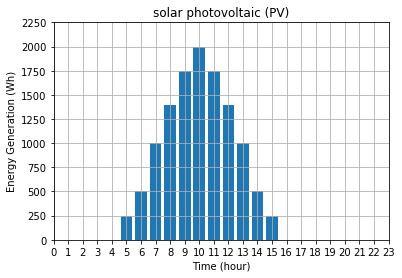 solar photovoltaic (PV)
2250
2000
1750
1500
1250
1000
750
500
250
0
Energy Generation (Wh)
0 1 2 3 4 5 6 7 8 9 10 11 12 13 14 15 16 17 18 19 20 21 22 23
Time (hour)